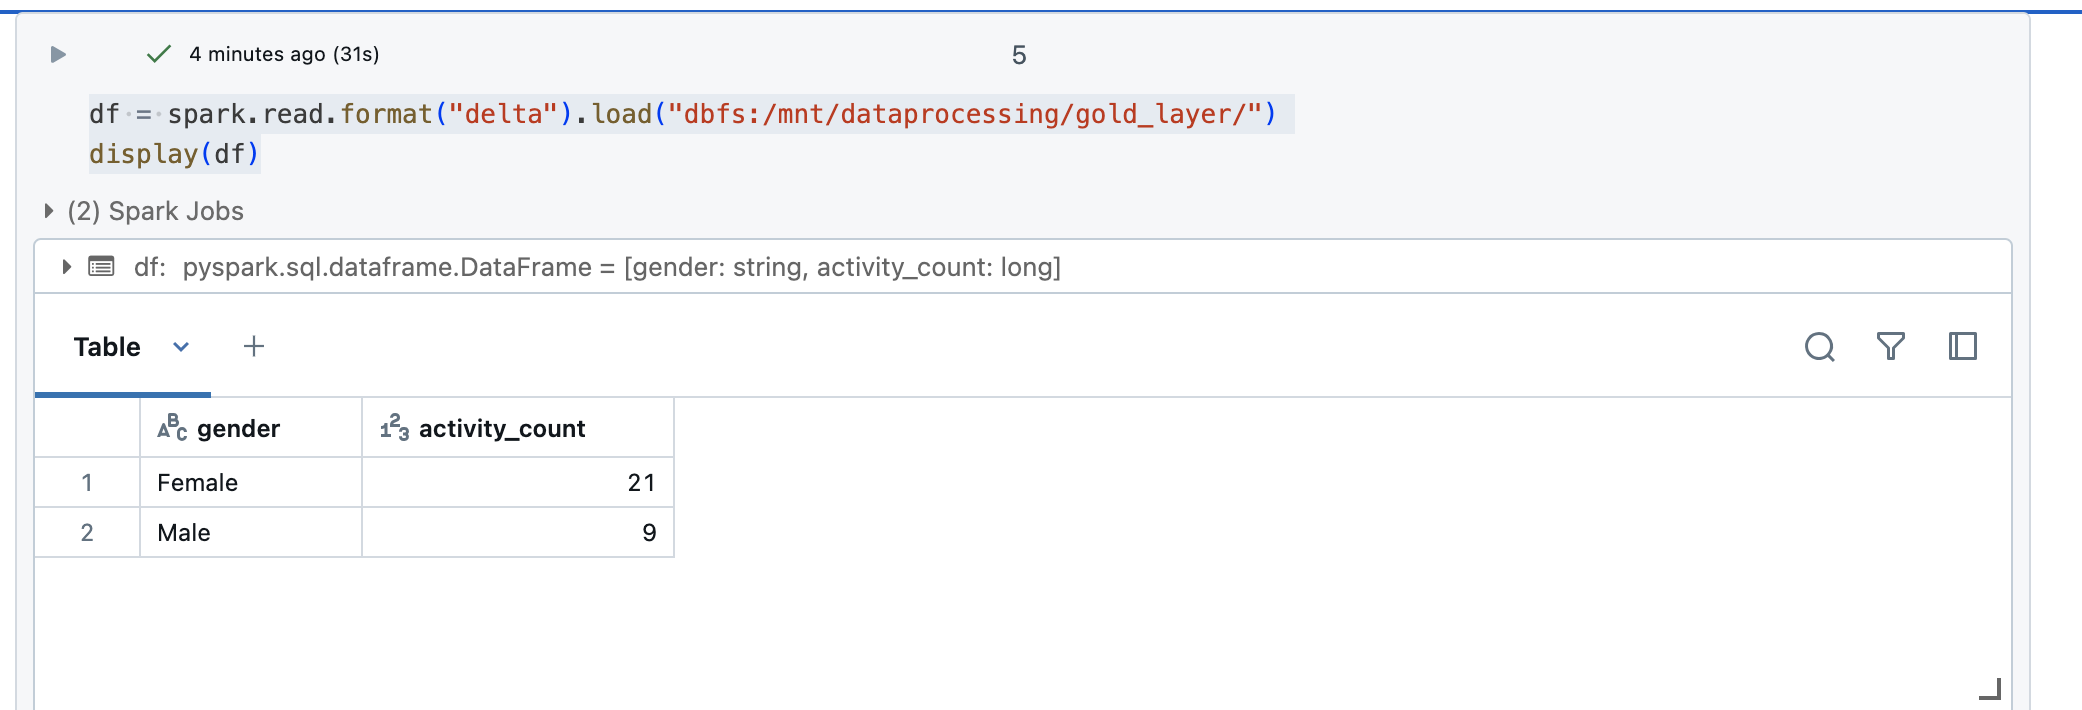 4 minutes ago (31s)
5
df = spark.read.format("delta").load("dbfs:/mnt/dataprocessing/gold_layer/")
display(df)
(2) Spark Jobs
df: pyspark.sql.dataframe.DataFrame = [gender: string, activity_count: long]
Table
gender activity_count
1 Female 21
2 Male 9